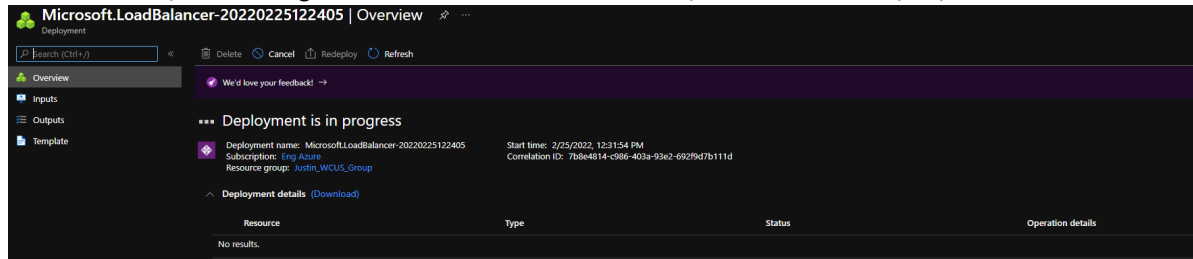 Microsoft.LoadBalancer-20220225122405 | Overview
Deployment
Search (Ctrl+/)
Delete Cancel Redeploy Refresh
Overview
We'd love your feedback! →
Inputs
Outputs
Deployment is in progress
Template
Deployment name: Microsoft.LoadBalancer-20220225122405 Start time: 2/25/2022, 12:31:54 PM
Subscription: Eng Azure Correlation ID: 7b8e4814-c986-403a-93e2-692f9d7b111d
Resource group: Justin_WCUS_Group
Deployment details (Download)
Resource Type Status Operation details
No results.